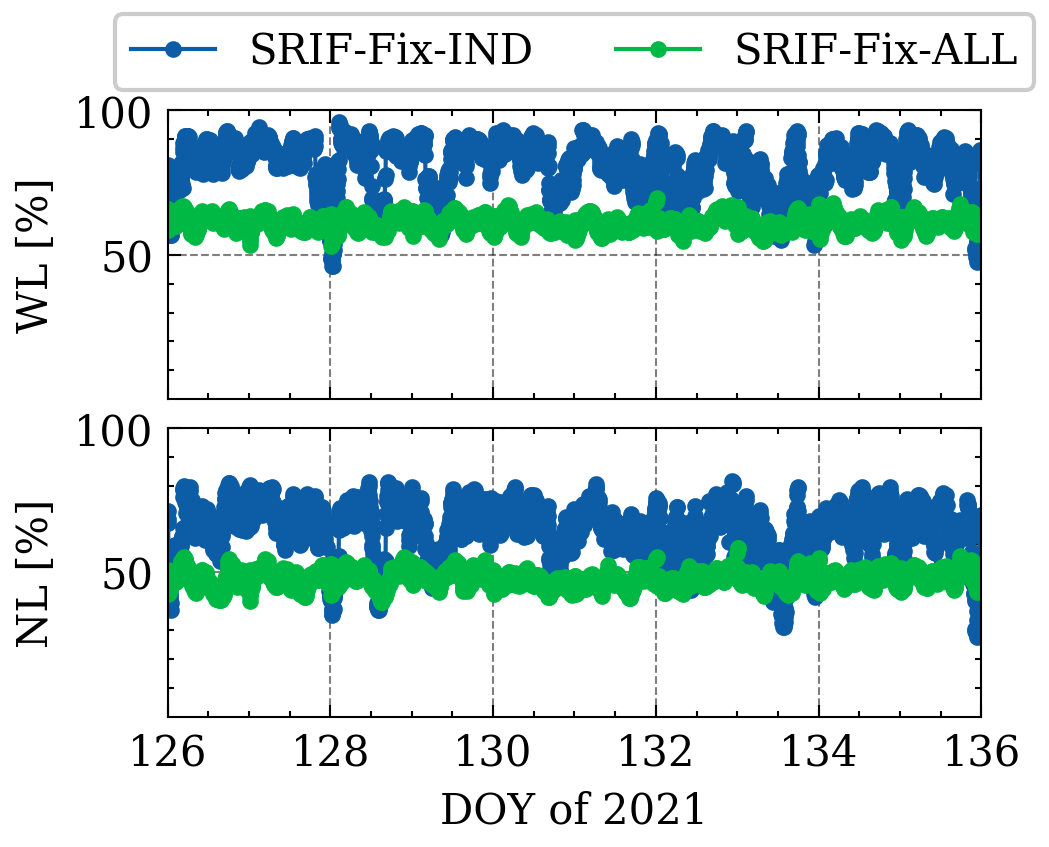 SRIF-Fix-IND SRIF-Fix-ALL
100
50
WL [%]
100
50
NL [%]
126 128 130 132 134 136
DOY of 2021